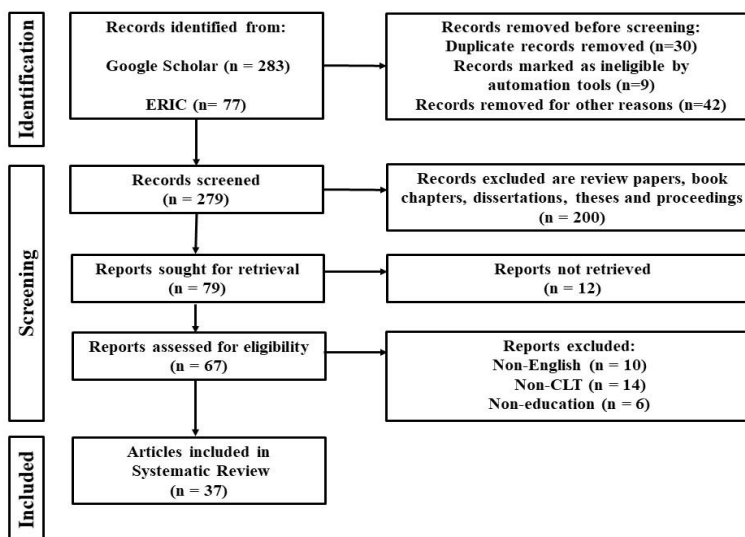 Identification
Records identified from:
Google Scholar (n = 283)
ERIC (n= 77)
Records removed before screening:
Duplicate records removed (n=30)
Records marked as ineligible by
automation tools (n=9)
Records removed for other reasons (n=42)
Screening
Records screened
(n = 279)
Records excluded are review papers, book
chapters, dissertations, theses and proceedings
(n = 200)
Reports sought for retrieval
(n = 79)
Reports not retrieved
(n = 12)
Reports assessed for eligibility
(n = 67)
Reports excluded:
Non-English (n = 10)
Non-CLT (n = 14)
Non-education (n = 6)
Included
Articles included in
Systematic Review
(n = 37)